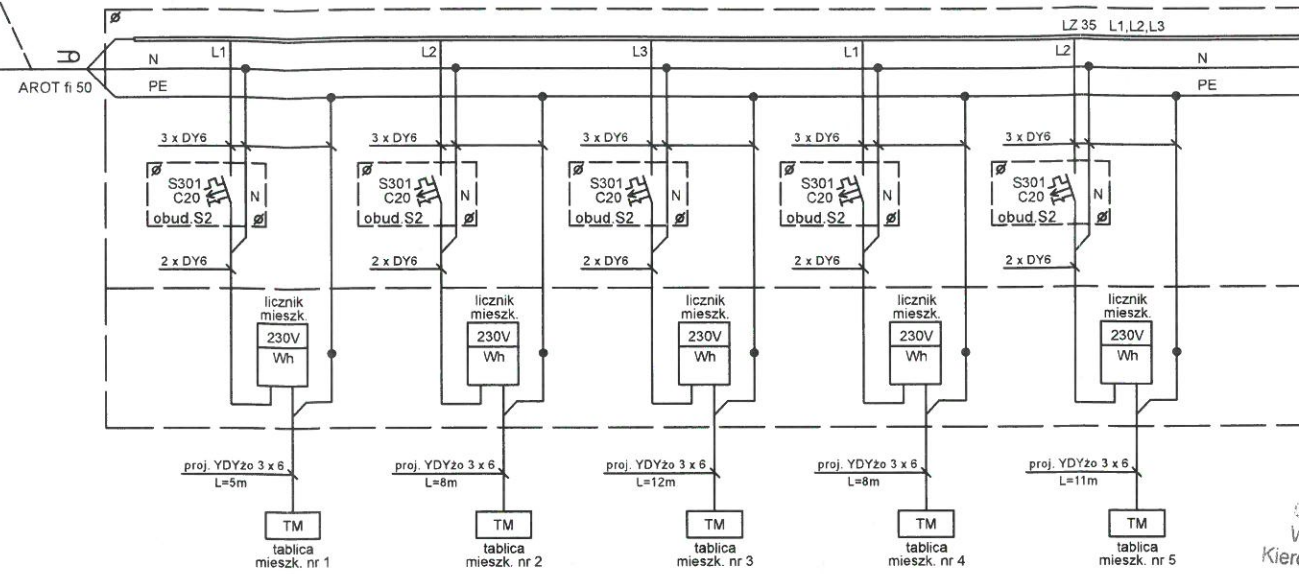 LZ 35 L1,L2,L3
L1
L2
L3
L1
L2
N
N
AROT fi 50
PE
PE
3 x DY6
3 x DY6
3 x DY6
3 x DY6
3 x DY6
S301
C20
N
obud.S2
S301
C20
N
obud.S2
S301
C20
N
obud.S2
S301
C20
N
obud.S2
S301
C20
N
obud.S2
2 x DY6
2 x DY6
2 x DY6
2 x DY6
2 x DY6
licznik
mieszk.
230V
Wh
licznik
mieszk.
230V
Wh
licznik
mieszk.
230V
Wh
licznik
mieszk.
230V
Wh
licznik
mieszk.
230V
Wh
proj. YDYżo 3 x 6
L=5m
proj. YDYżo 3 x 6
L=8m
proj. YDYżo 3 x 6
L=12m
proj. YDYżo 3 x 6
L=8m
proj. YDYżo 3 x 6
L=11m
TM
tablica
mieszk. nr 1
TM
tablica
mieszk. nr 2
TM
tablica
mieszk. nr 3
TM
tablica
mieszk. nr 4
TM
tablica
mieszk. nr 5